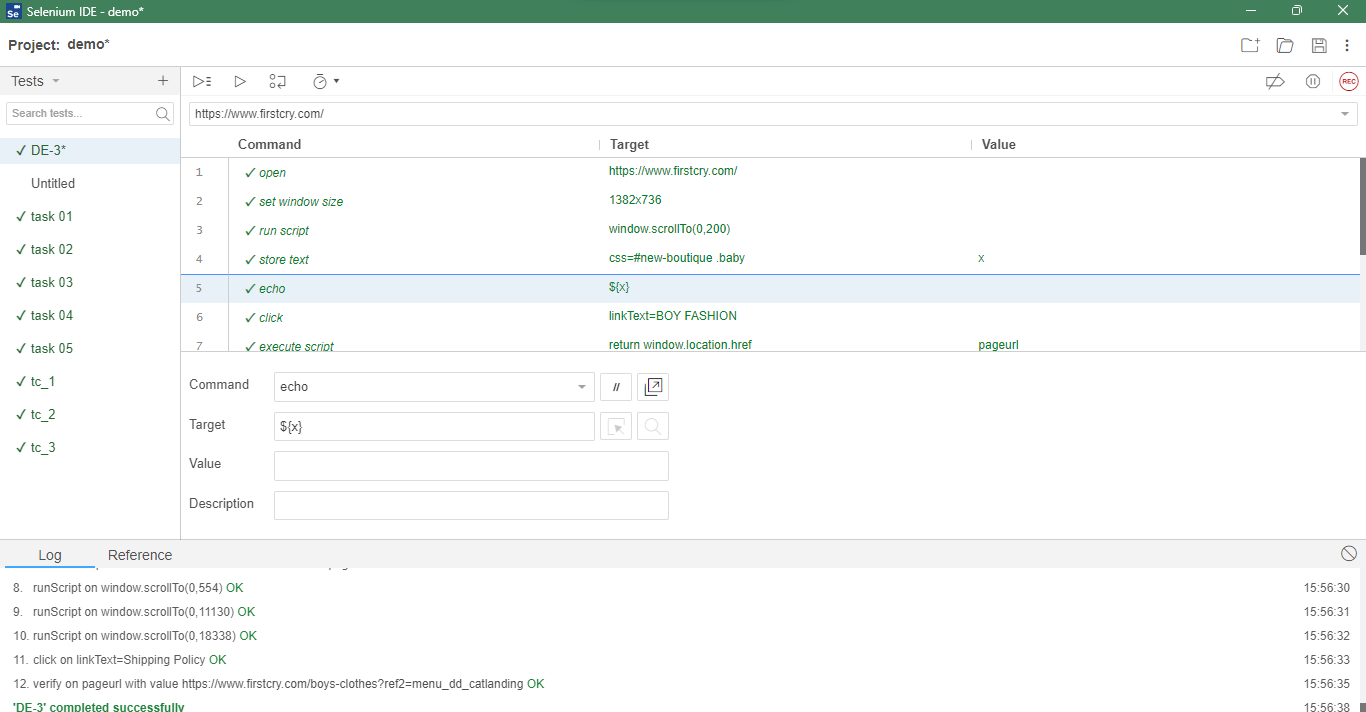 Se Selenium IDE - demo*
Project: demo*
Tests
Search tests...
REC
https://www.firstcry.com/
Command Target Value
1 ✓ open https://www.firstcry.com/
2 ✓ set window size 1382x736
3 ✓ run script window.scrollTo(0,200)
4 ✓ store text css=#new-boutique .baby x
5 ✓ echo ${x}
6 ✓ click linkText=BOY FASHION
7 ✓ execute script return window.location.href pageurl
✓ DE-3*
Untitled
✓ task 01
✓ task 02
✓ task 03
✓ task 04
✓ task 05
✓ tc_1
✓ tc_2
✓ tc_3
Command echo //
Target ${x}
Value
Description
Log Reference
8. runScript on window.scrollTo(0,554) OK 15:56:30
9. runScript on window.scrollTo(0,11130) OK 15:56:31
10. runScript on window.scrollTo(0,18338) OK 15:56:32
11. click on linkText=Shipping Policy OK 15:56:33
12. verify on pageurl with value https://www.firstcry.com/boys-clothes?ref2=menu_dd_catlanding OK 15:56:35
'DE-3' completed successfully 15:56:38